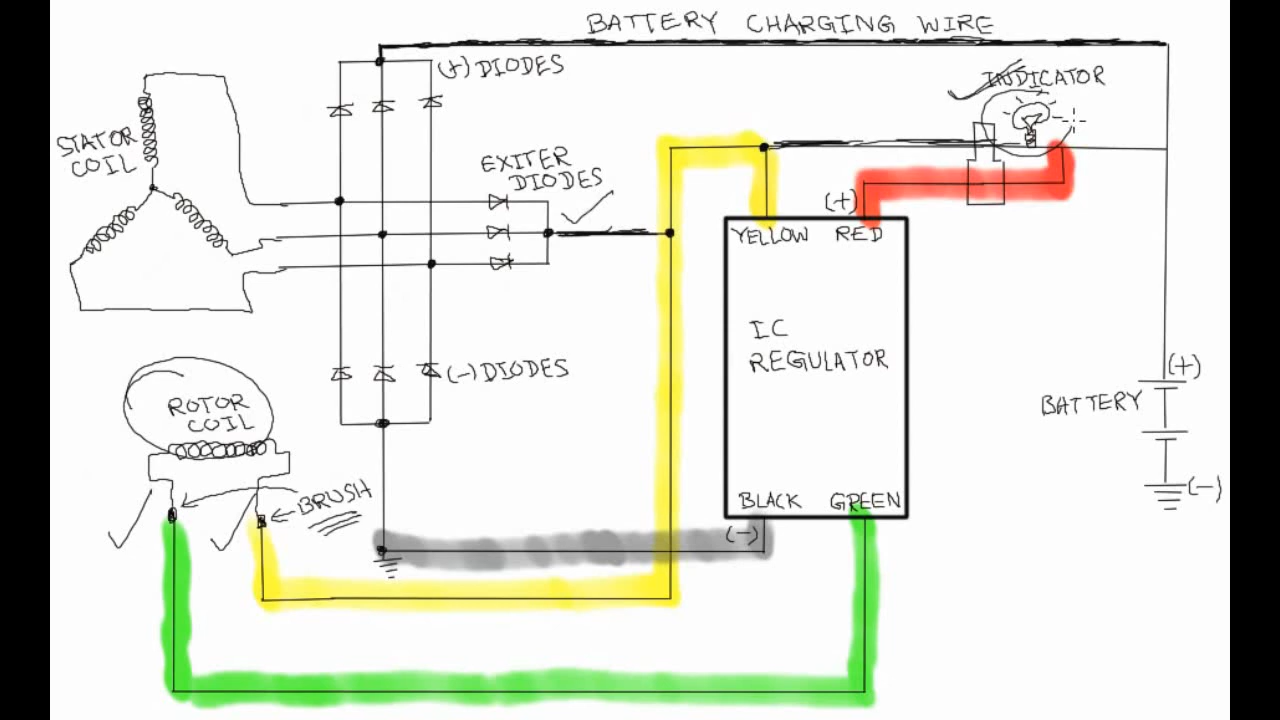 BATTERY CHARGING WIRE
(+) DIODES
INDICATOR
STATOR
COIL
EXITER
DIODES
(+)
YELLOW RED
IC
REGULATOR
(-) DIODES
(+)
BATTERY
ROTOR
COIL
BRUSH
BLACK GREEN
(-)
(-)